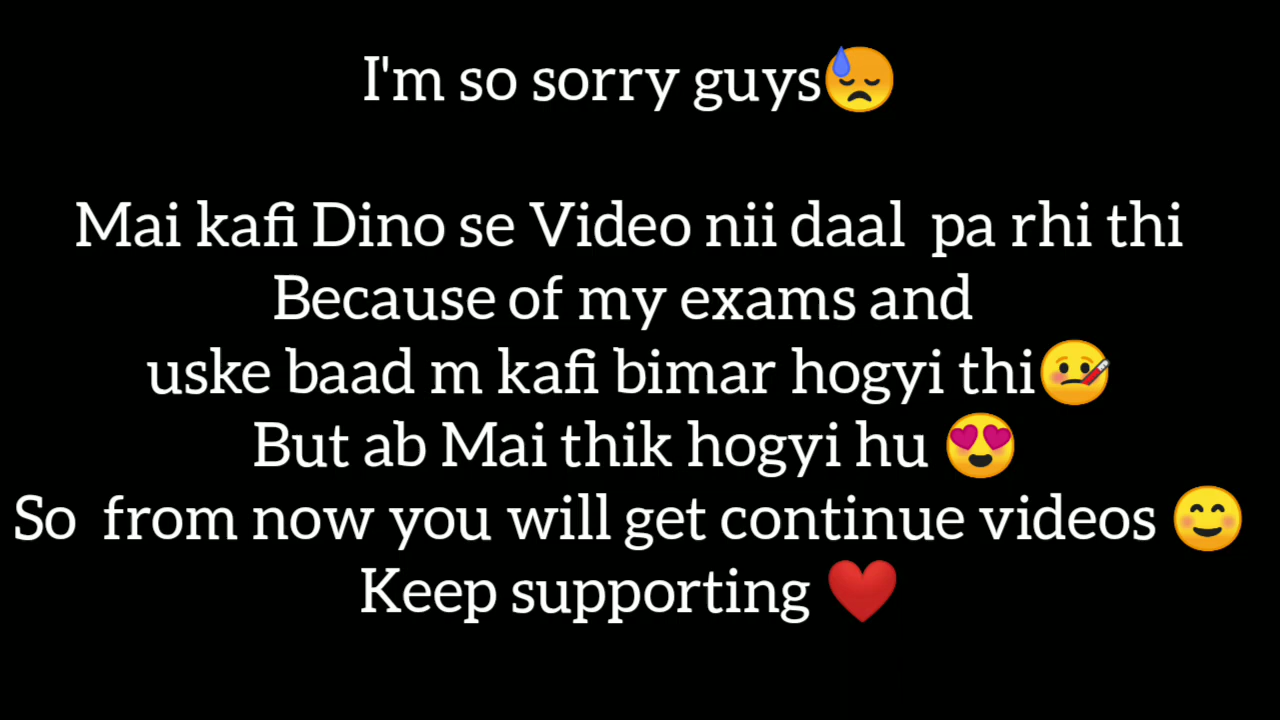 I'm so sorry guys😓
Mai kafi Dino se Video nii daal pa rhi thi
Because of my exams and
uske baad m kafi bimar hogyi thi🤒
But ab Mai thik hogyi hu 😍
So from now you will get continue videos 😊
Keep supporting ❤️